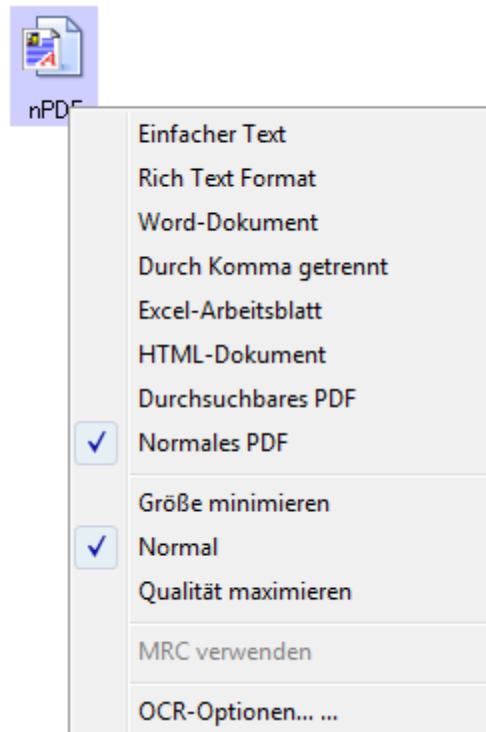 nPDF
Einfacher Text
Rich Text Format
Word-Dokument
Durch Komma getrennt
Excel-Arbeitsblatt
HTML-Dokument
Durchsuchbares PDF
Normales PDF
Größe minimieren
Normal
Qualität maximieren
MRC verwenden
OCR-Optionen... ...